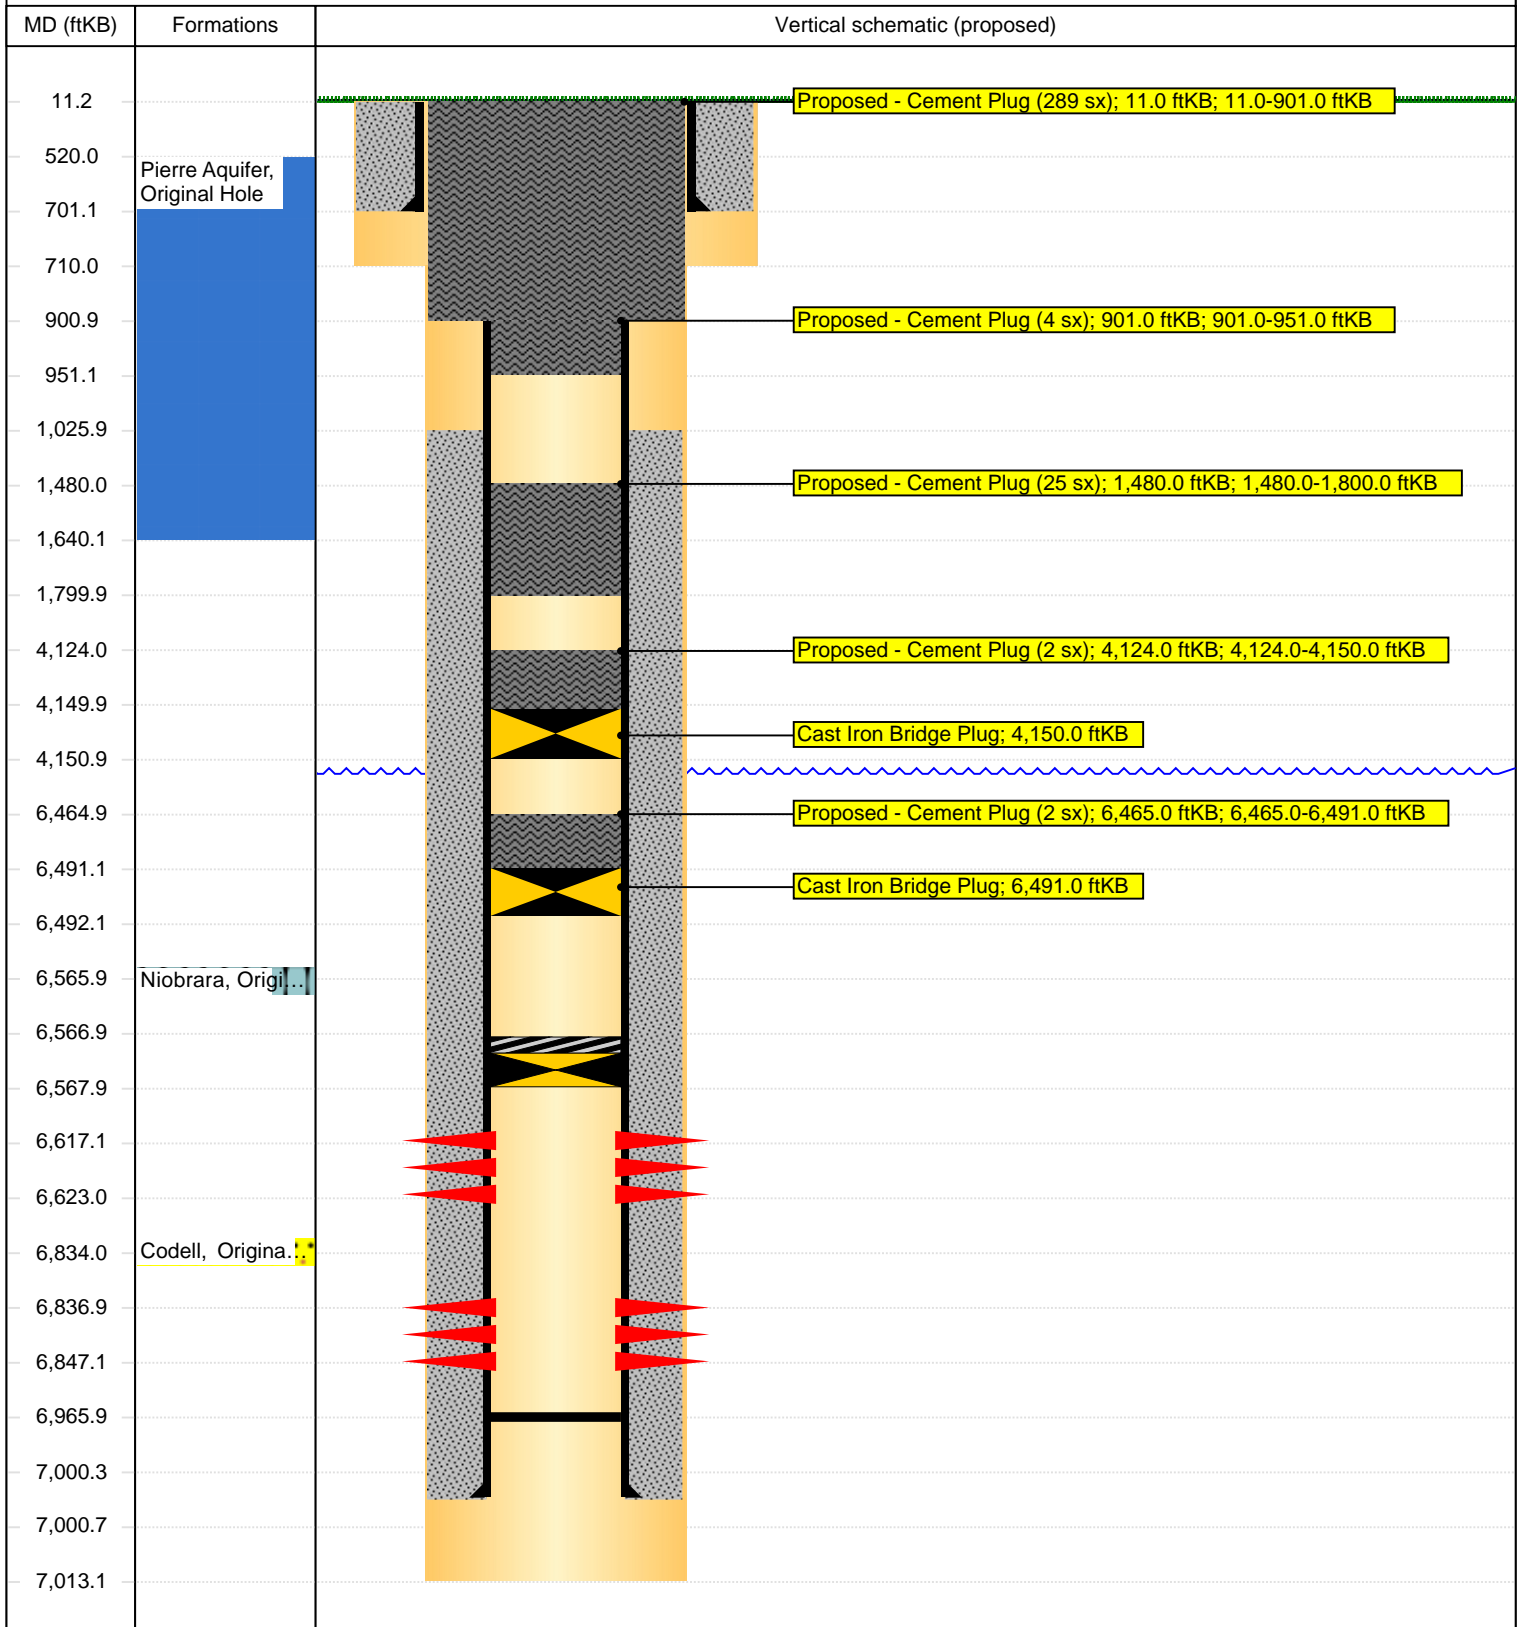 MD (ftKB)
Formations
Vertical schematic (proposed)
11.2
Proposed - Cement Plug (289 sx); 11.0 ftKB; 11.0-901.0 ftKB
520.0
Pierre Aquifer,
Original Hole
701.1
710.0
900.9
Proposed - Cement Plug (4 sx); 901.0 ftKB; 901.0-951.0 ftKB
951.1
1,025.9
1,480.0
Proposed - Cement Plug (25 sx); 1,480.0 ftKB; 1,480.0-1,800.0 ftKB
1,640.1
1,799.9
4,124.0
Proposed - Cement Plug (2 sx); 4,124.0 ftKB; 4,124.0-4,150.0 ftKB
4,149.9
Cast Iron Bridge Plug; 4,150.0 ftKB
4,150.9
6,464.9
Proposed - Cement Plug (2 sx); 6,465.0 ftKB; 6,465.0-6,491.0 ftKB
6,491.1
Cast Iron Bridge Plug; 6,491.0 ftKB
6,492.1
6,565.9
Niobrara, Origi...
6,566.9
6,567.9
6,617.1
6,623.0
6,834.0
Codell, Origina...
6,836.9
6,847.1
6,965.9
7,000.3
7,000.7
7,013.1